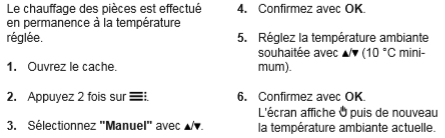 Le chauffage des pièces est effectué
en permanence à la température
réglée.
1. Ouvrez le cache.
2. Appuyez 2 fois sur
3. Sélectionnez "Manuel" avec ▲/▼.
4. Confirmez avec OK.
5. Réglez la température ambiante
souhaitée avec ▲/▼ (10 °C mini-
mum).
6. Confirmez avec OK.
L'écran affiche puis de nouveau
la température ambiante actuelle.